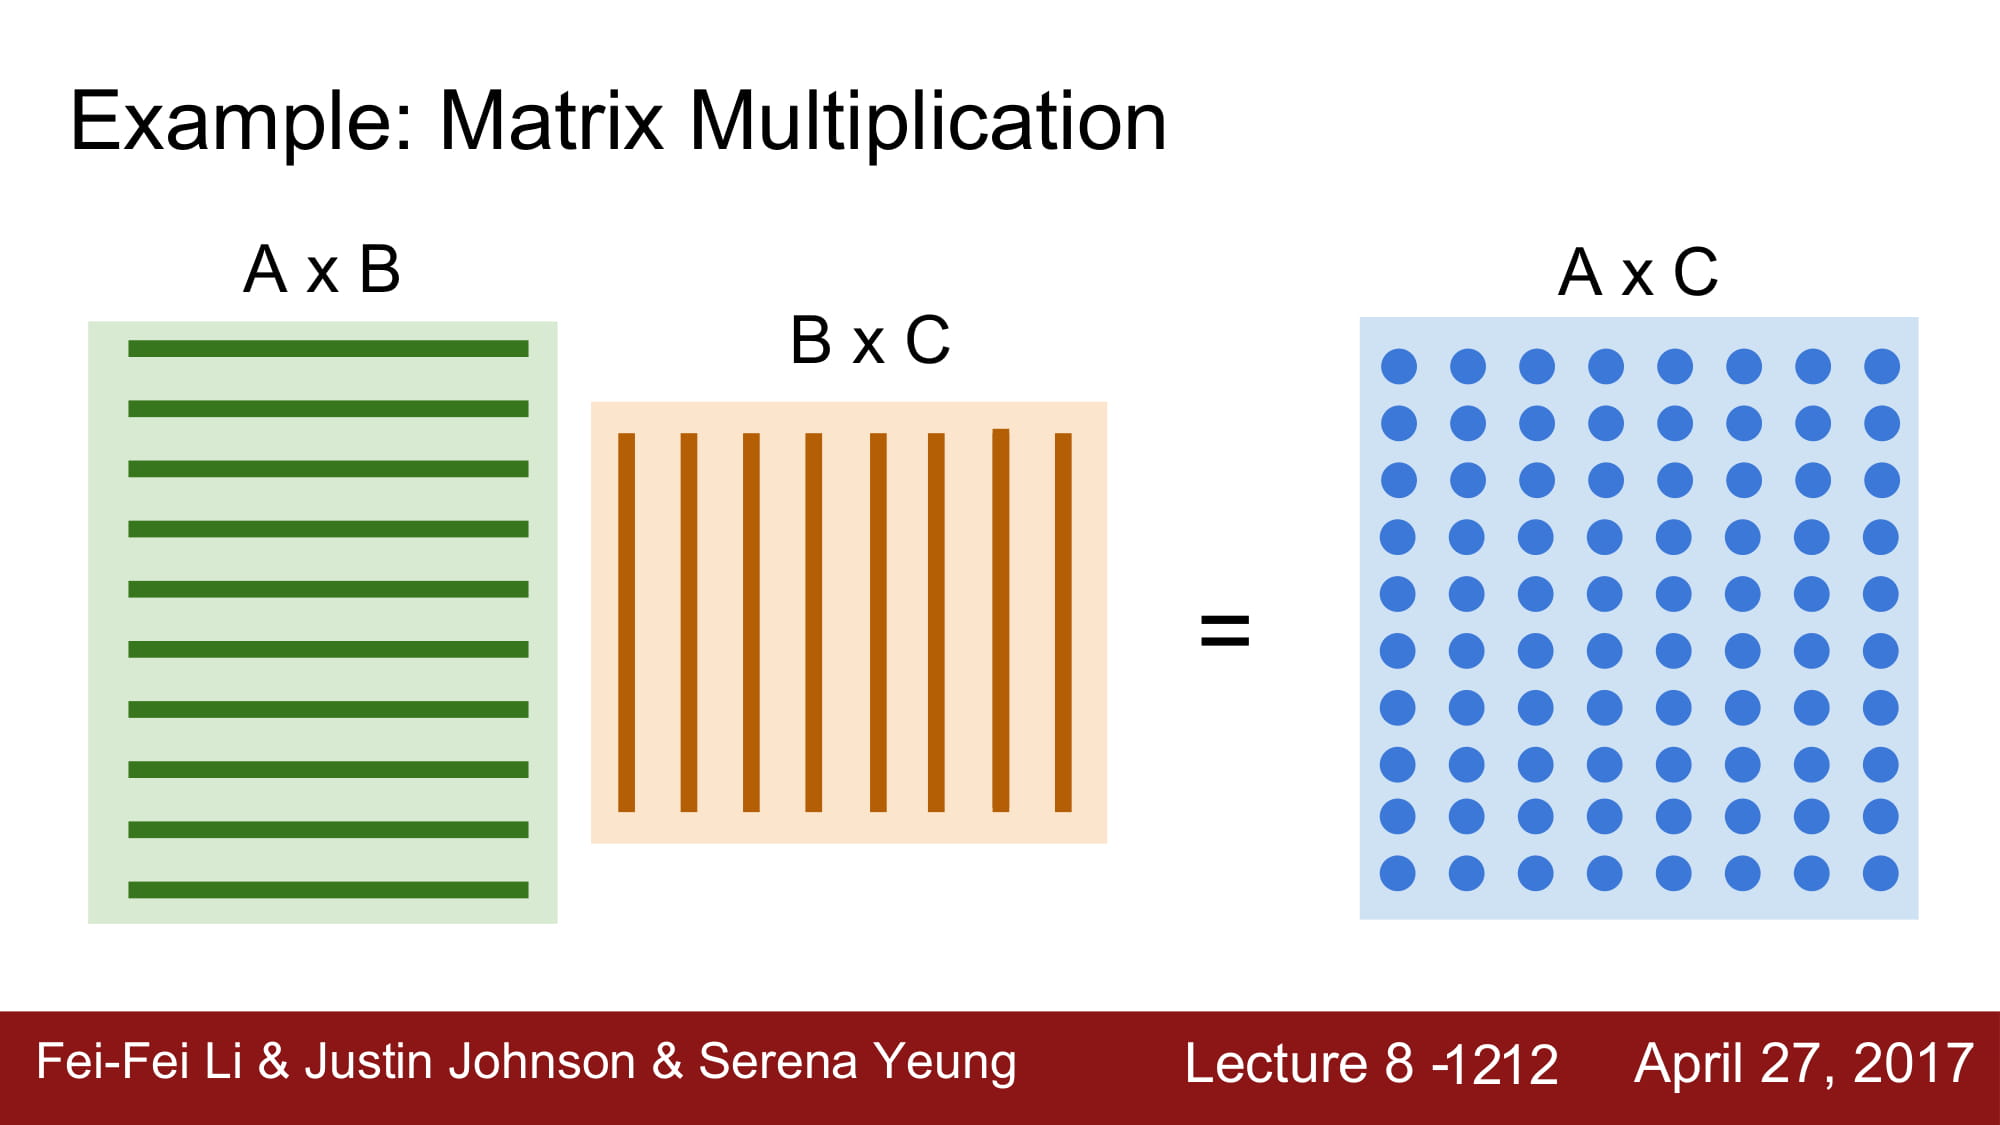 Example: Matrix Multiplication
A x B
B x C
A x C
=
Fei-Fei Li & Justin Johnson & Serena Yeung
Lecture 8 -1212
April 27, 2017